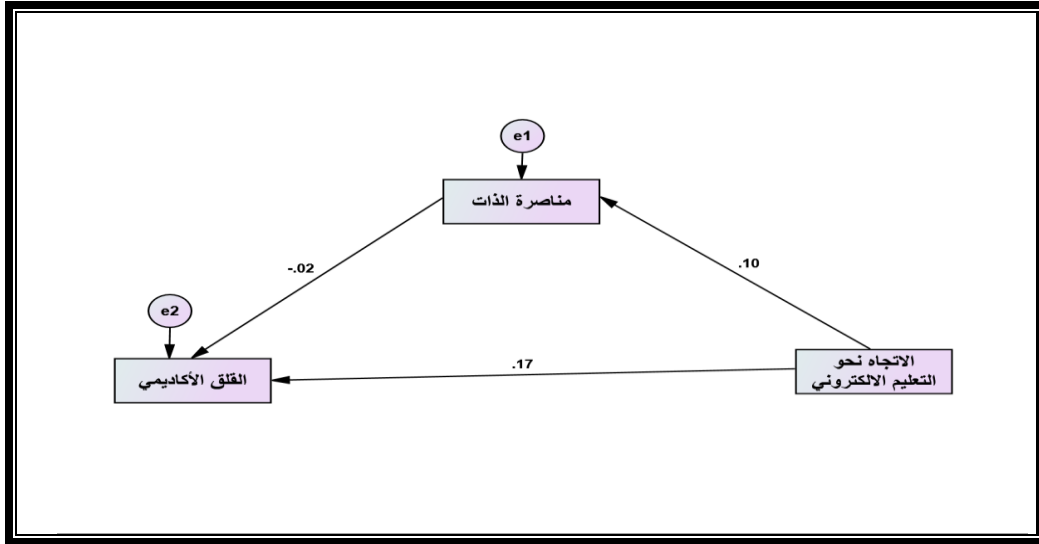 e1
مناصرة الذات
-.02
.10
e2
القلق الأكاديمي
.17
الاتجاه نحو
التعليم الالكتروني